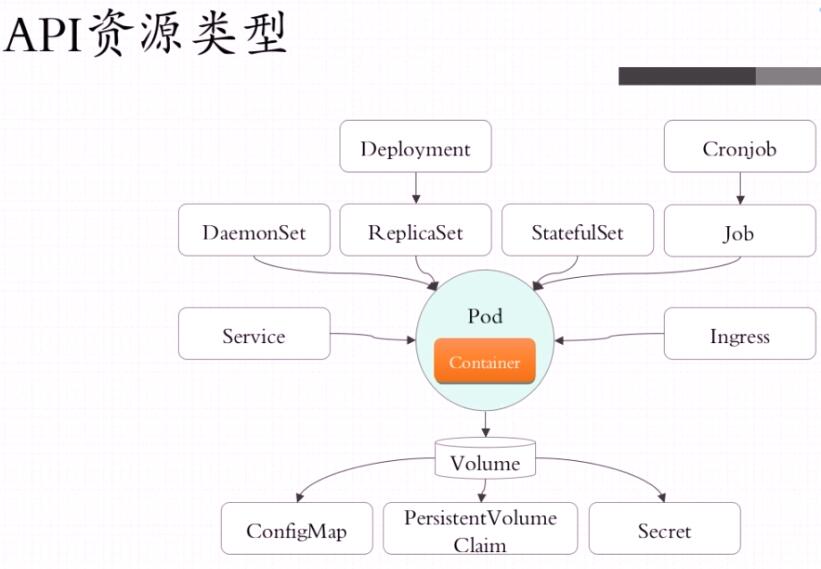 API资源类型
Deployment
Cronjob
DaemonSet
ReplicaSet
StatefulSet
Job
Pod
Service
Ingress
Container
Volume
ConfigMap
PersistentVolume
Claim
Secret